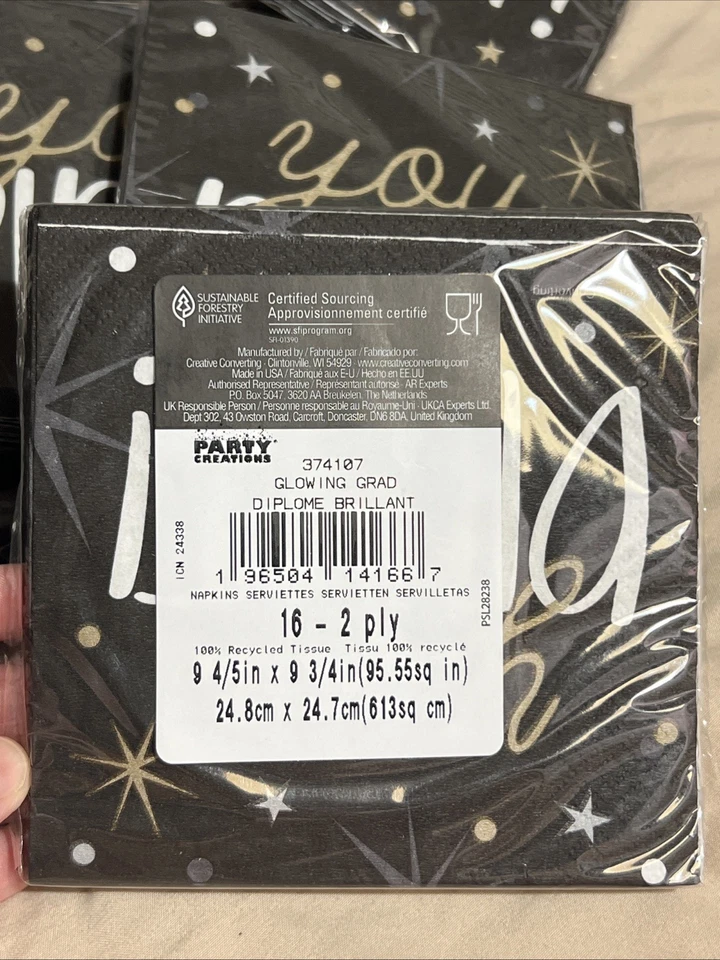 you
SUSTAINABLE
FORESTRY
INITIATIVE
Certified Sourcing
Approvisionnement certifié
www.sfiprogram.org
SFI-01390
Manufactured by / Fabriqué par / Fabricado por:
Creative Converting · Clintonville, WI 54929 www.creativeconverting.com
Made in USA / Fabriqué aux E-U / Hecho en EE UU
Authorised Representative / Représentant autorisé · AR Experts
P.O. Box 5047, 3620 AA Breukelen, The Netherlands
UK Responsible Person / Personne responsable au Royaume-Uni · UKCA Experts Ltd.
Dept 302, 43 Owston Road, Carcroft, Doncaster, DN6 8DA, United Kingdom
PARTY
CREATIONS
374107
GLOWING GRAD
DIPLOME BRILLANT
ICN 24338
1 96504 14166 7
NAPKINS SERVIETTES SERVIETTEN SERVILLETAS
PSL28238
16 - 2 ply
100% Recycled Tissue Tissu 100% recyclé
9 4/5in x 9 3/4in(95.55sq in)
24.8cm x 24.7cm(613sq cm)